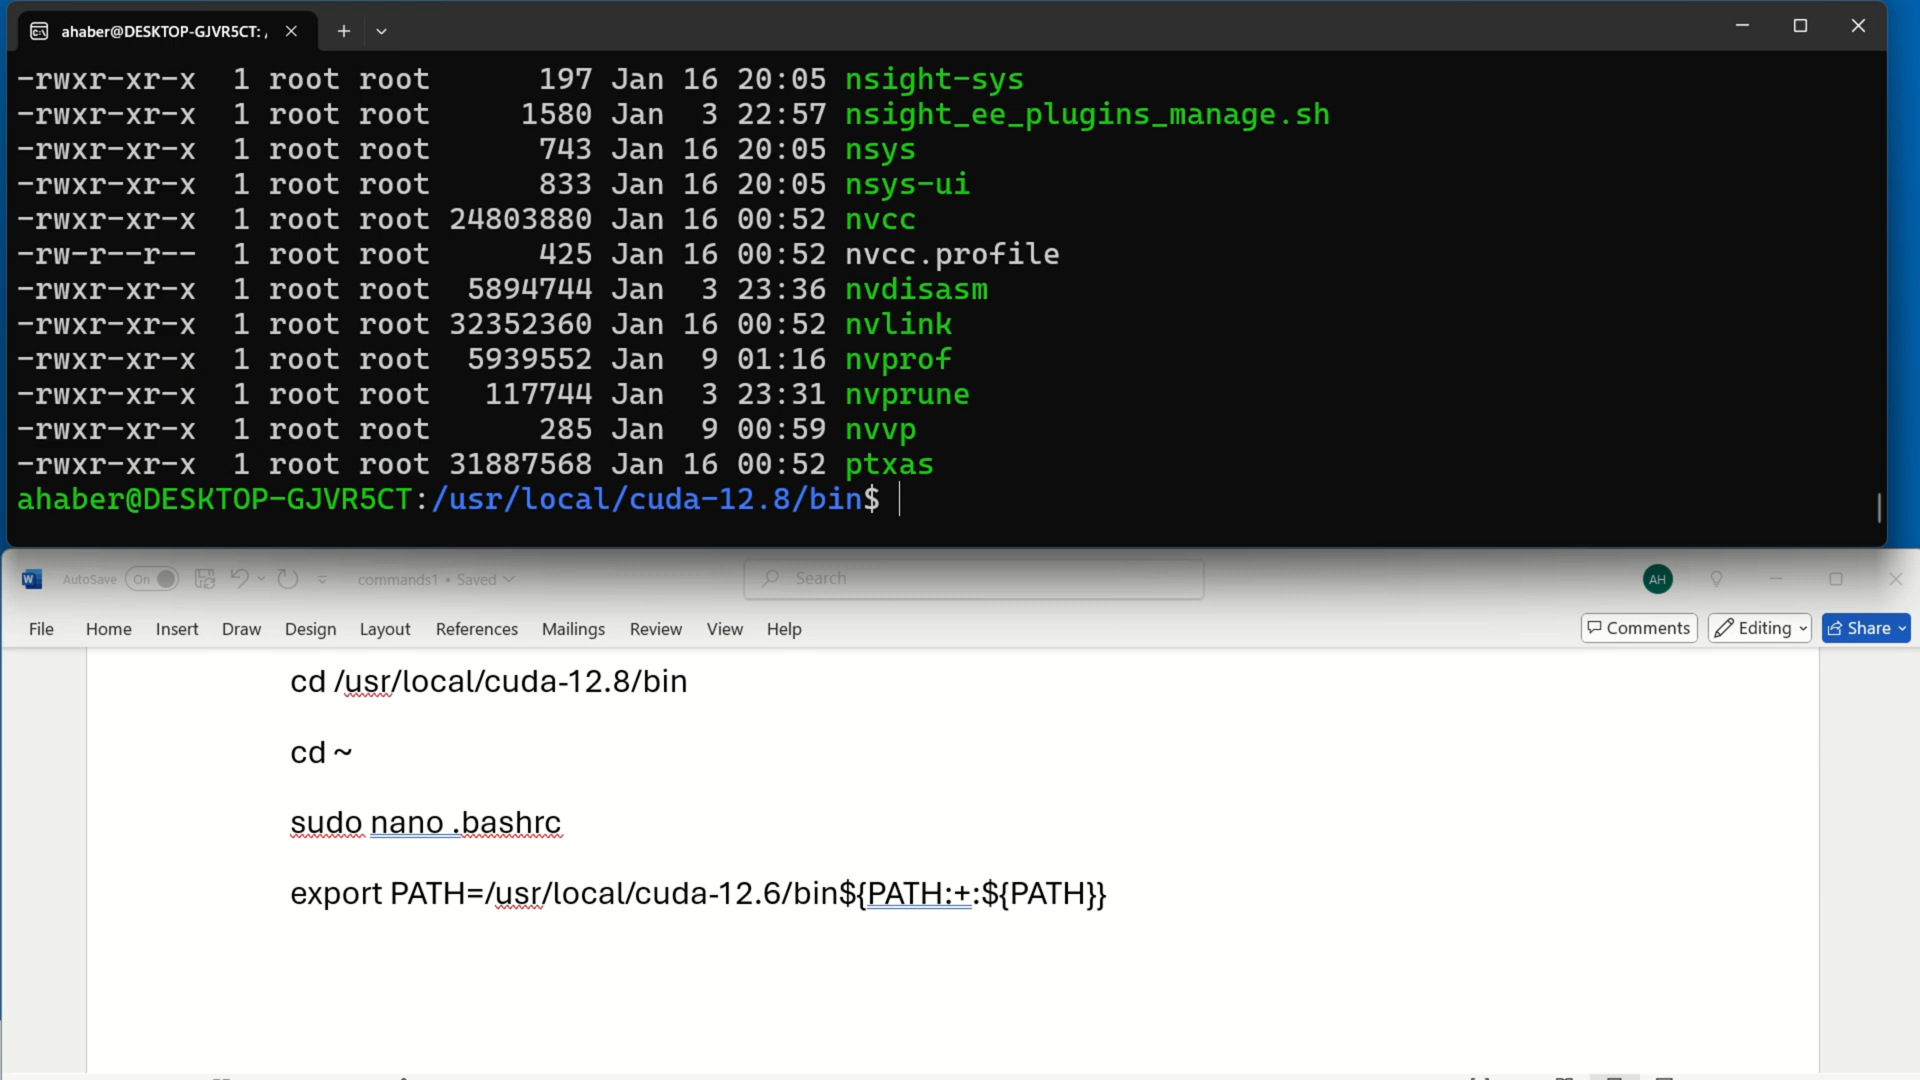 ahaber@DESKTOP-GJVR5CT: /
-rwxr-xr-x 1 root root 197 Jan 16 20:05 nsight-sys
-rwxr-xr-x 1 root root 1580 Jan 3 22:57 nsight_ee_plugins_manage.sh
-rwxr-xr-x 1 root root 743 Jan 16 20:05 nsys
-rwxr-xr-x 1 root root 833 Jan 16 20:05 nsys-ui
-rwxr-xr-x 1 root root 24803880 Jan 16 00:52 nvcc
-rw-r--r-- 1 root root 425 Jan 16 00:52 nvcc.profile
-rwxr-xr-x 1 root root 5894744 Jan 3 23:36 nvdisasm
-rwxr-xr-x 1 root root 32352360 Jan 16 00:52 nvlink
-rwxr-xr-x 1 root root 5939552 Jan 9 01:16 nvprof
-rwxr-xr-x 1 root root 117744 Jan 3 23:31 nvprune
-rwxr-xr-x 1 root root 285 Jan 9 00:59 nvvp
-rwxr-xr-x 1 root root 31887568 Jan 16 00:52 ptxas
ahaber@DESKTOP-GJVR5CT:/usr/local/cuda-12.8/bin$
W AutoSave On commands1 • Saved Search AH
File Home Insert Draw Design Layout References Mailings Review View Help Comments Editing Share
cd /usr/local/cuda-12.8/bin
cd ~
sudo nano .bashrc
export PATH=/usr/local/cuda-12.6/bin${PATH:+:${PATH}}